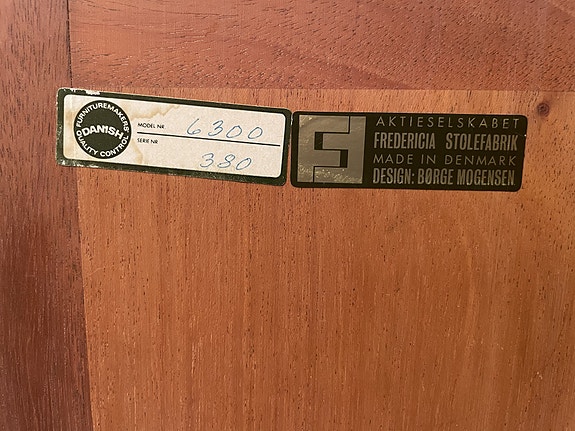 FURNITUREMAKERS'
DANISH
QUALITY CONTROL
MODEL NR 6300
SERIE NR 380
AKTIESELSKABET
FREDERICIA STOLEFABRIK
MADE IN DENMARK
DESIGN: BØRGE MOGENSEN